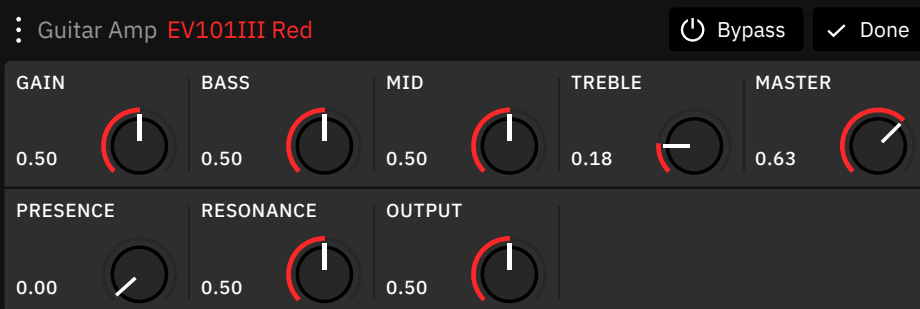 Guitar Amp EV101III Red Bypass Done
GAIN BASS MID TREBLE MASTER
0.50 0.50 0.50 0.18 0.63
PRESENCE RESONANCE OUTPUT
0.00 0.50 0.50